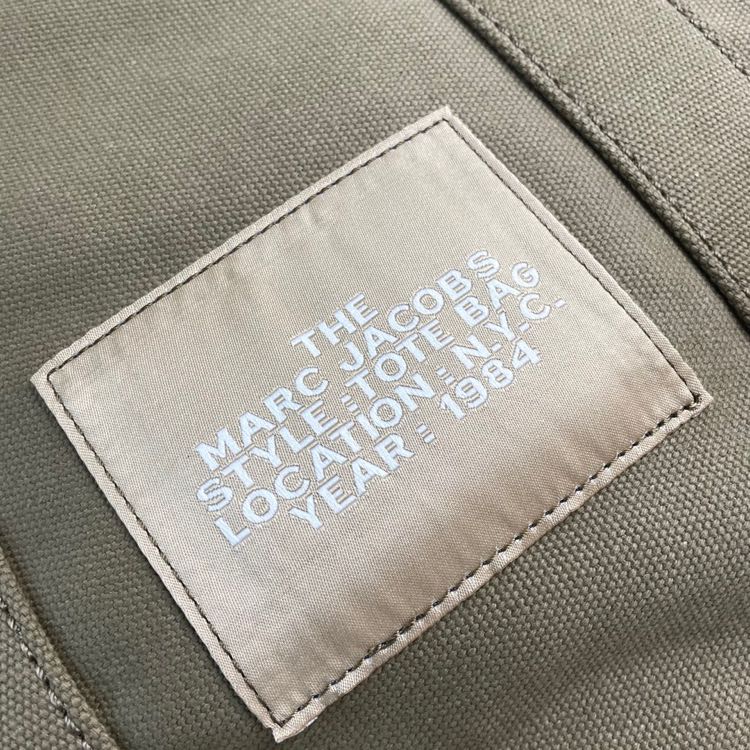 THE
MARC JACOBS
STYLE : TOTE BAG
LOCATION : N.Y.C.
YEAR : 1984